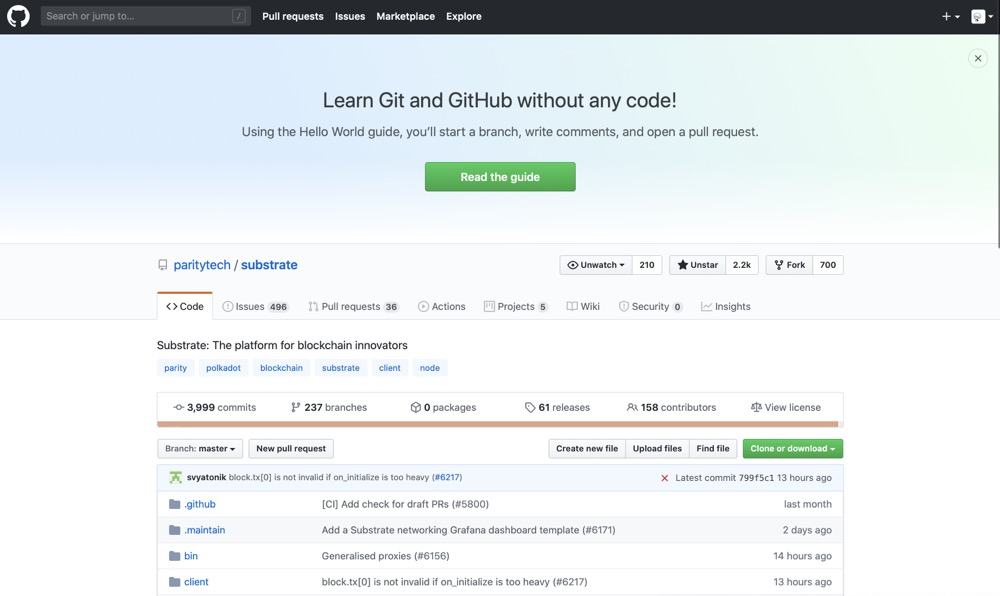 Search or jump to... /
Pull requests Issues Marketplace Explore
Learn Git and GitHub without any code!
Using the Hello World guide, you’ll start a branch, write comments, and open a pull request.
Read the guide
paritytech / substrate
Unwatch 210 Unstar 2.2k Fork 700
Code Issues 496 Pull requests 36 Actions Projects 5 Wiki Security 0 Insights
Substrate: The platform for blockchain innovators
parity polkadot blockchain substrate client node
3,999 commits 237 branches 0 packages 61 releases 158 contributors View license
Branch: master New pull request Create new file Upload files Find file Clone or download
svyatonik block.tx[0] is not invalid if on_initialize is too heavy (#6217) Latest commit 799f5c1 13 hours ago
.github [CI] Add check for draft PRs (#5800) last month
.maintain Add a Substrate networking Grafana dashboard template (#6171) 2 days ago
bin Generalised proxies (#6156) 14 hours ago
client block.tx[0] is not invalid if on_initialize is too heavy (#6217) 13 hours ago